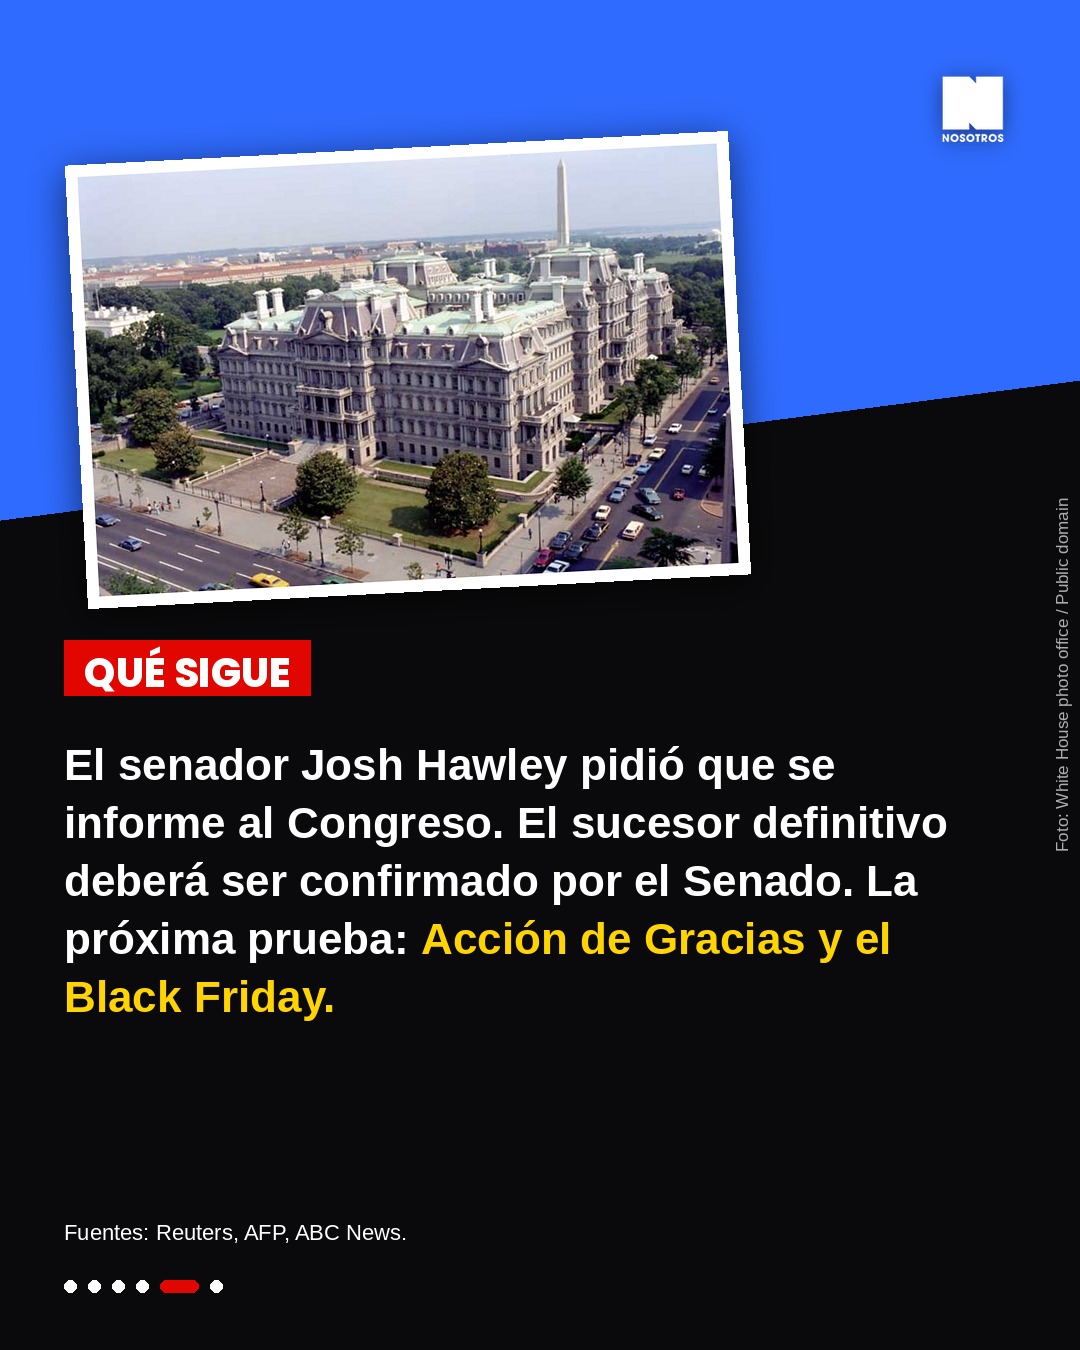 NOSOTROS
QUÉ SIGUE
El senador Josh Hawley pidió que se
informe al Congreso. El sucesor definitivo
deberá ser confirmado por el Senado. La
próxima prueba: Acción de Gracias y el
Black Friday.
Foto: White House photo office / Public domain
Fuentes: Reuters, AFP, ABC News.